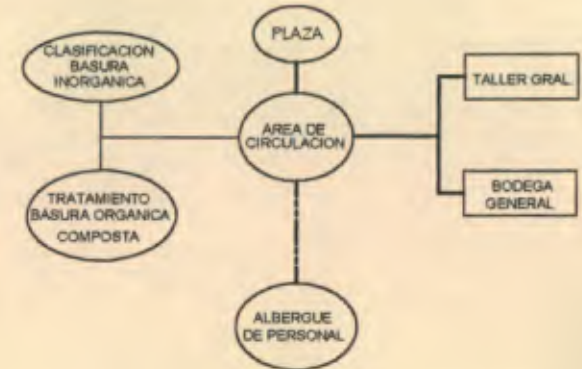 PLAZA
CLASIFICACION
BASURA
INORGANICA
TALLER GRAL.
AREA DE
CIRCULACION
TRATAMIENTO
BASURA ORGANICA
COMPOSTA
BODEGA
GENERAL
ALBERGUE
DE PERSONAL